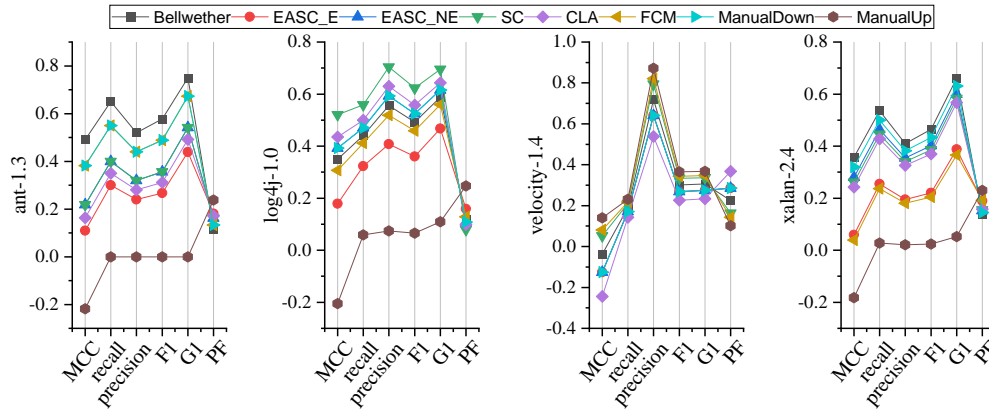 Bellwether EASC_E EASC_NE SC CLA FCM ManualDown ManualUp
ant-1.3
0.8
0.6
0.4
0.2
0.0
-0.2
MCC recall precision F1 G1 PF
log4j-1.0
0.8
0.6
0.4
0.2
0.0
-0.2
MCC recall precision F1 G1 PF
velocity-1.4
1.0
0.8
0.6
0.4
0.2
0.0
-0.2
-0.4
MCC recall precision F1 G1 PF
xalan-2.4
0.8
0.6
0.4
0.2
0.0
-0.2
MCC recall precision F1 G1 PF